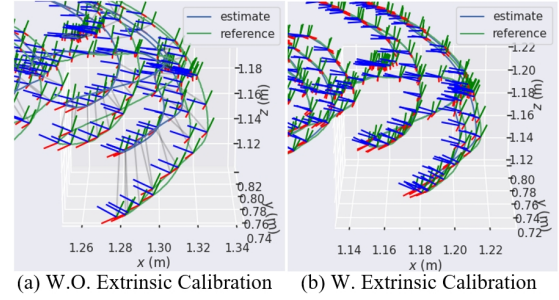 estimate
reference
1.18
1.16
1.14
1.12
z (m)
0.82
0.80
0.78
0.76
0.74
y (m)
1.26 1.28 1.30 1.32 1.34
x (m)
(a) W.O. Extrinsic Calibration
estimate
reference
1.22
1.20
1.18
1.16
1.14
1.12
z (m)
0.80
0.78
0.76
0.74
0.72
y (m)
1.14 1.16 1.18 1.20 1.22
x (m)
(b) W. Extrinsic Calibration